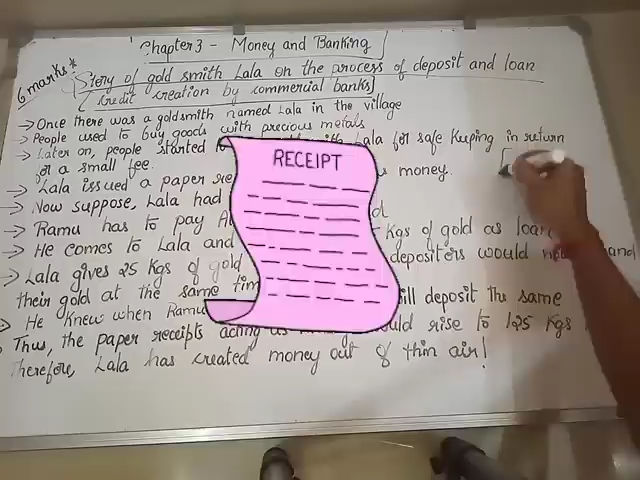 Chapter 3 - Money and Banking
6 marks*
Story of gold smith Lala on the process of deposit and loan
[Credit creation by commercial banks]
→ Once there was a goldsmith named Lala in the village
→ People used to buy goods with precious metals
→ Later on, people started Lala for safe keeping in return
for a small fee.
→ Lala issued a paper money.
→ Now suppose, Lala had
→ Ramu has to pay kgs of gold as loan
→ He comes to Lala and depositers would not
→ Lala gives 25 kgs of gold
their gold at the same time will deposit the same
→ He knew when Ramu would rise to 125 kgs
Thus, the paper receipts acting as
Therefore, Lala has created money out of thin air!
RECEIPT